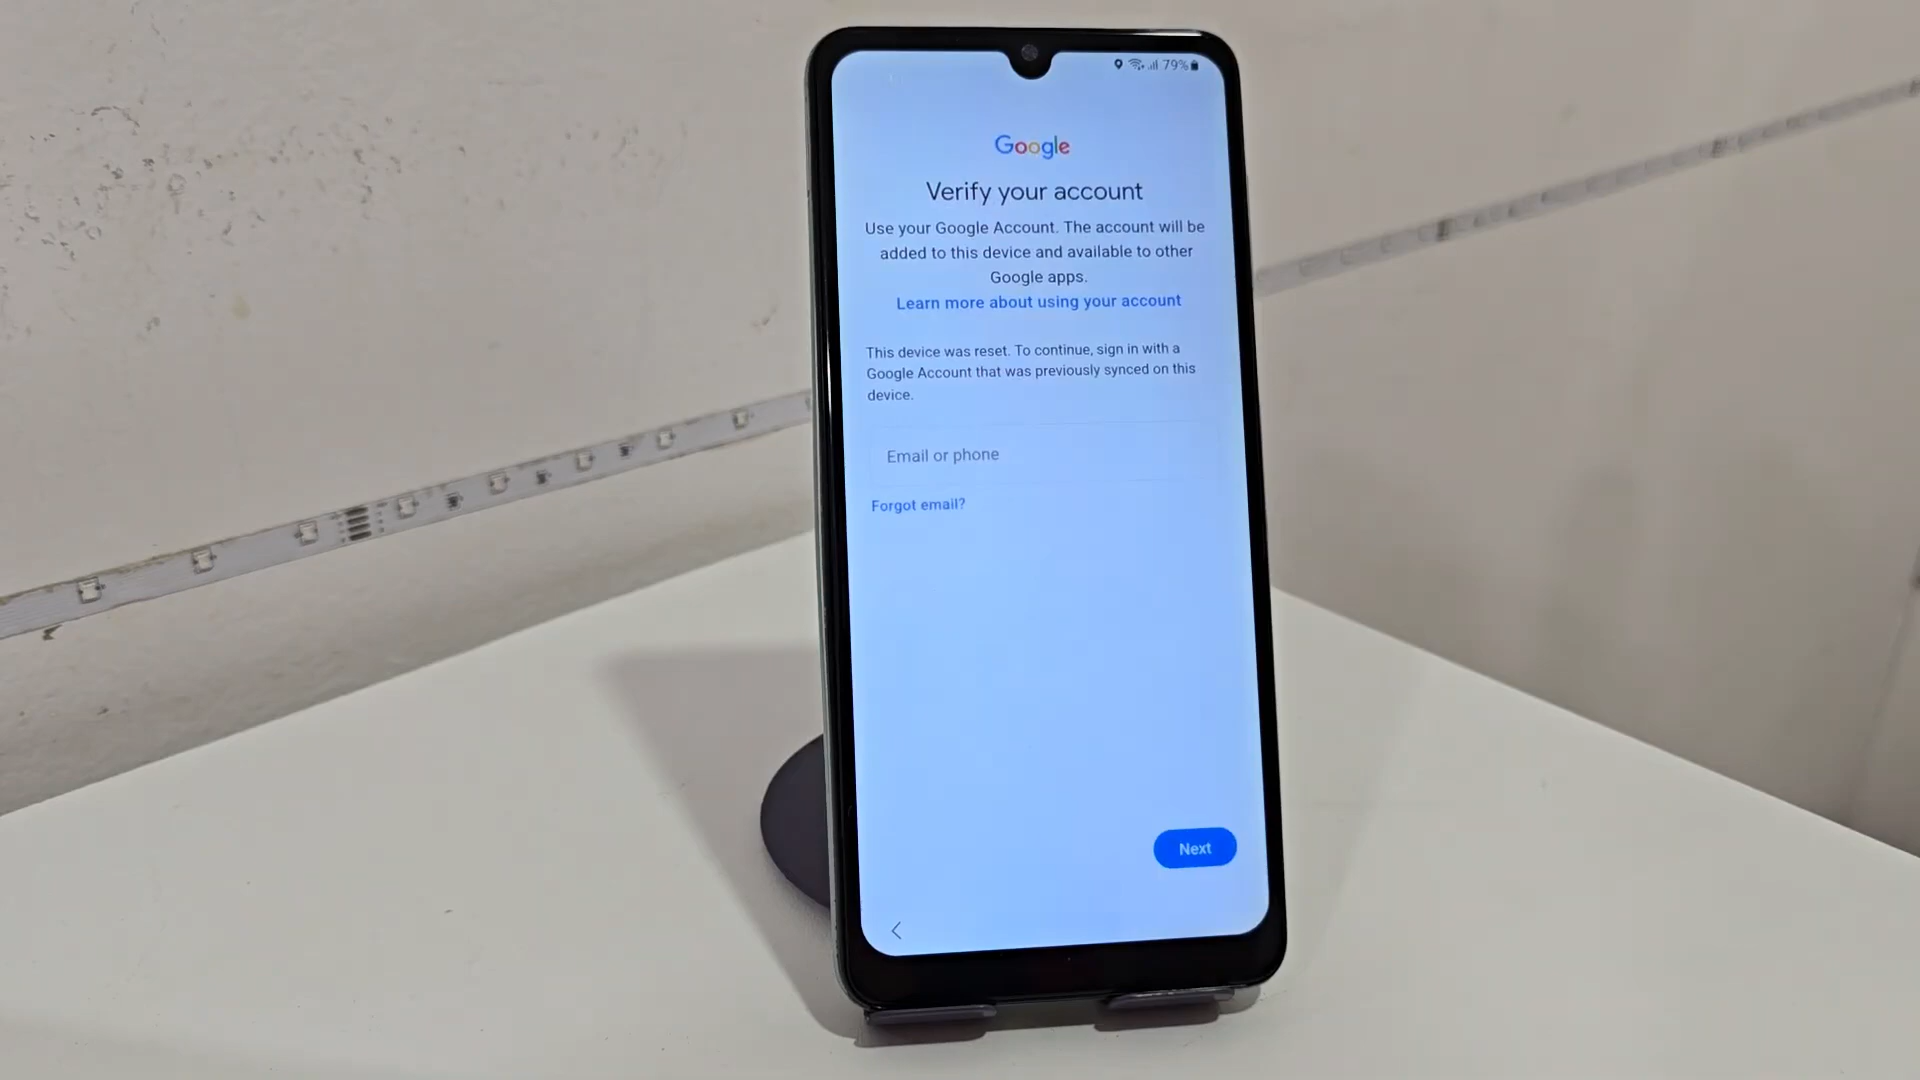 79%
Google
Verify your account
Use your Google Account. The account will be
added to this device and available to other
Google apps.
Learn more about using your account
This device was reset. To continue, sign in with a
Google Account that was previously synced on this
device.
Email or phone
Forgot email?
Next